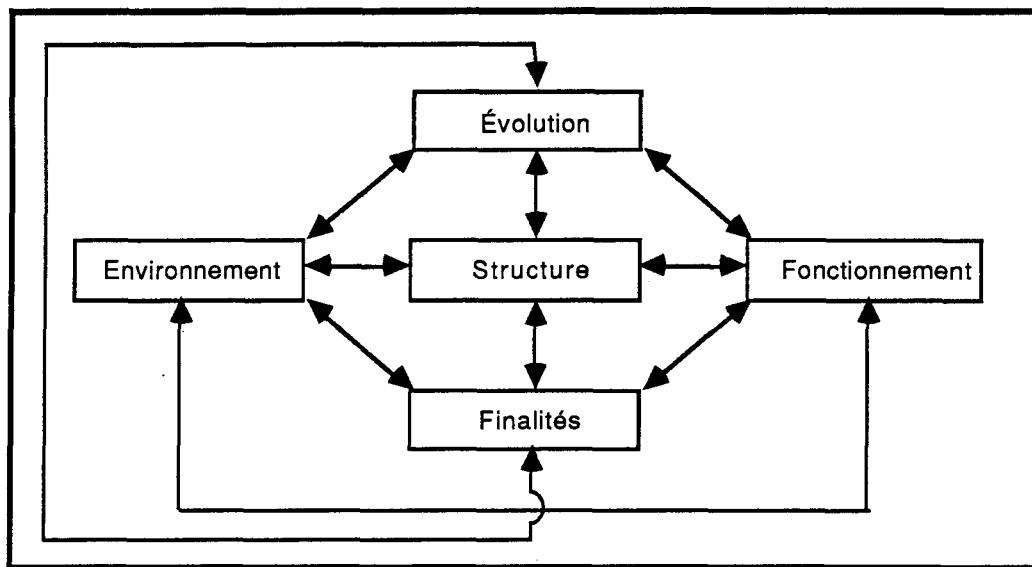 Évolution
Environnement
Structure
Fonctionnement
Finalités